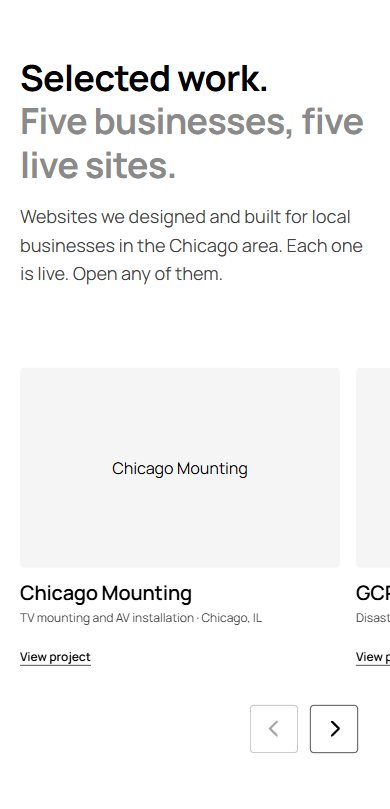 Selected work.
Five businesses, five
live sites.
Websites we designed and built for local
businesses in the Chicago area. Each one
is live. Open any of them.
Chicago Mounting
Chicago Mounting
TV mounting and AV installation · Chicago, IL
View project